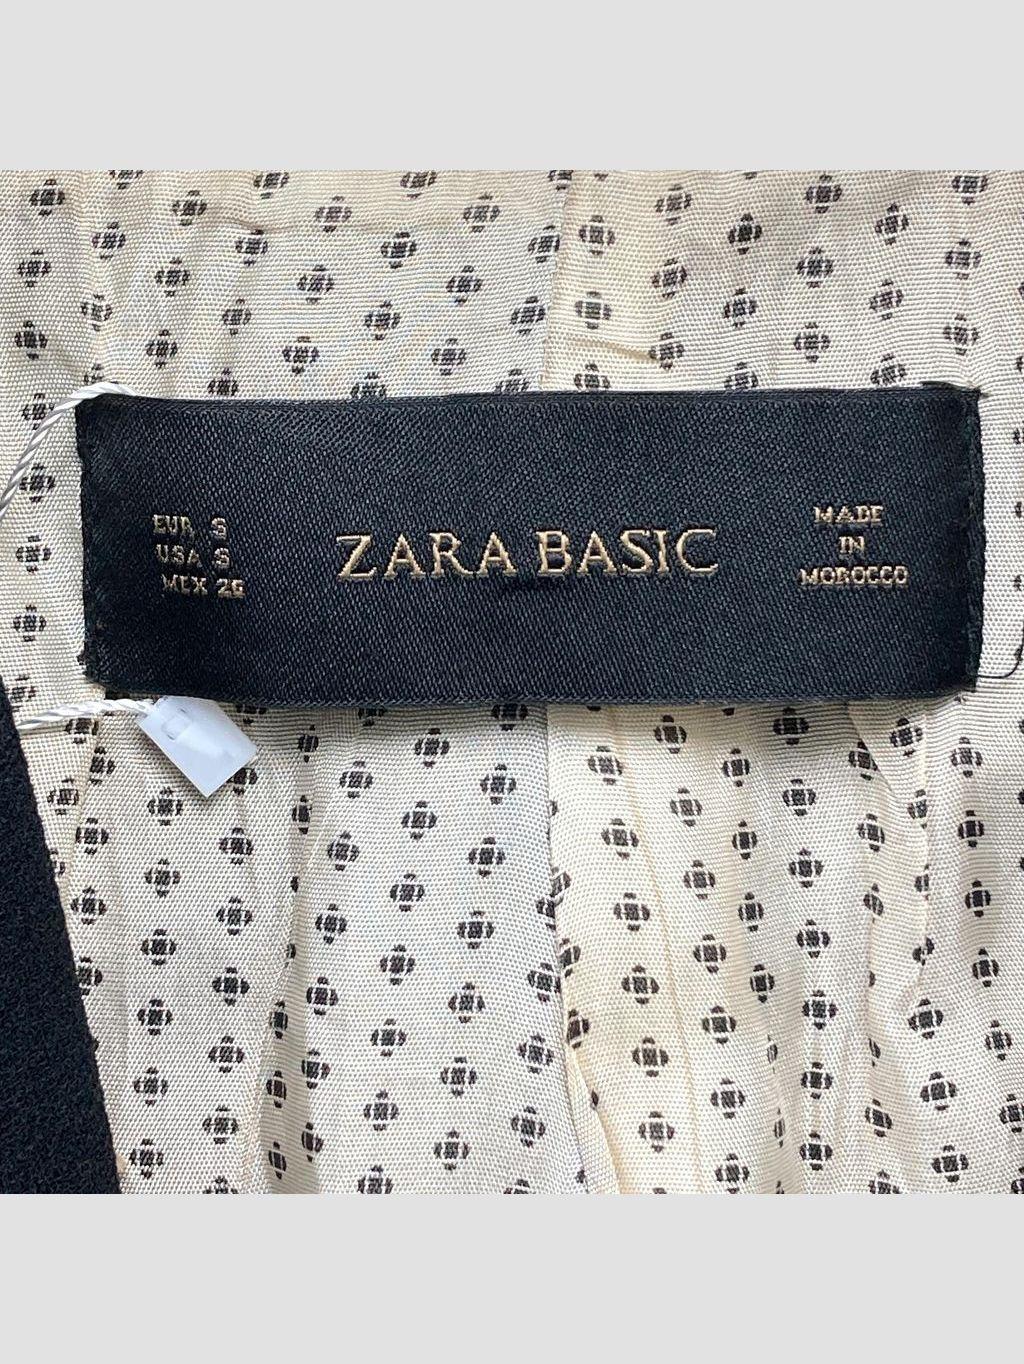 EUR S
USA S
MEX 26
ZARA BASIC
MADE
IN
MOROCCO